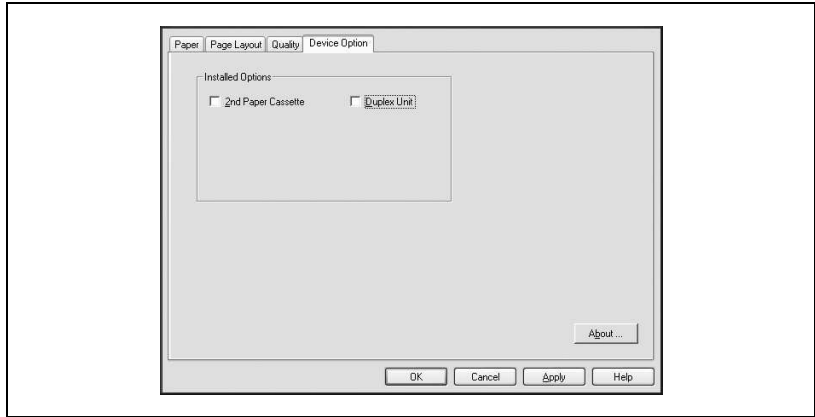 Paper Page Layout Quality Device Option
Installed Options
2nd Paper Cassette Duplex Unit
About ...
OK Cancel Apply Help